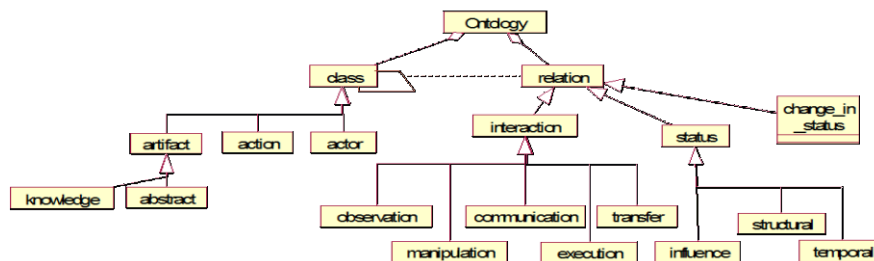 Ontology
class
relation
change_in
_status
interaction
status
artifact
action
actor
knowledge
abstract
observation
communication
transfer
structural
manipulation
execution
influence
temporal